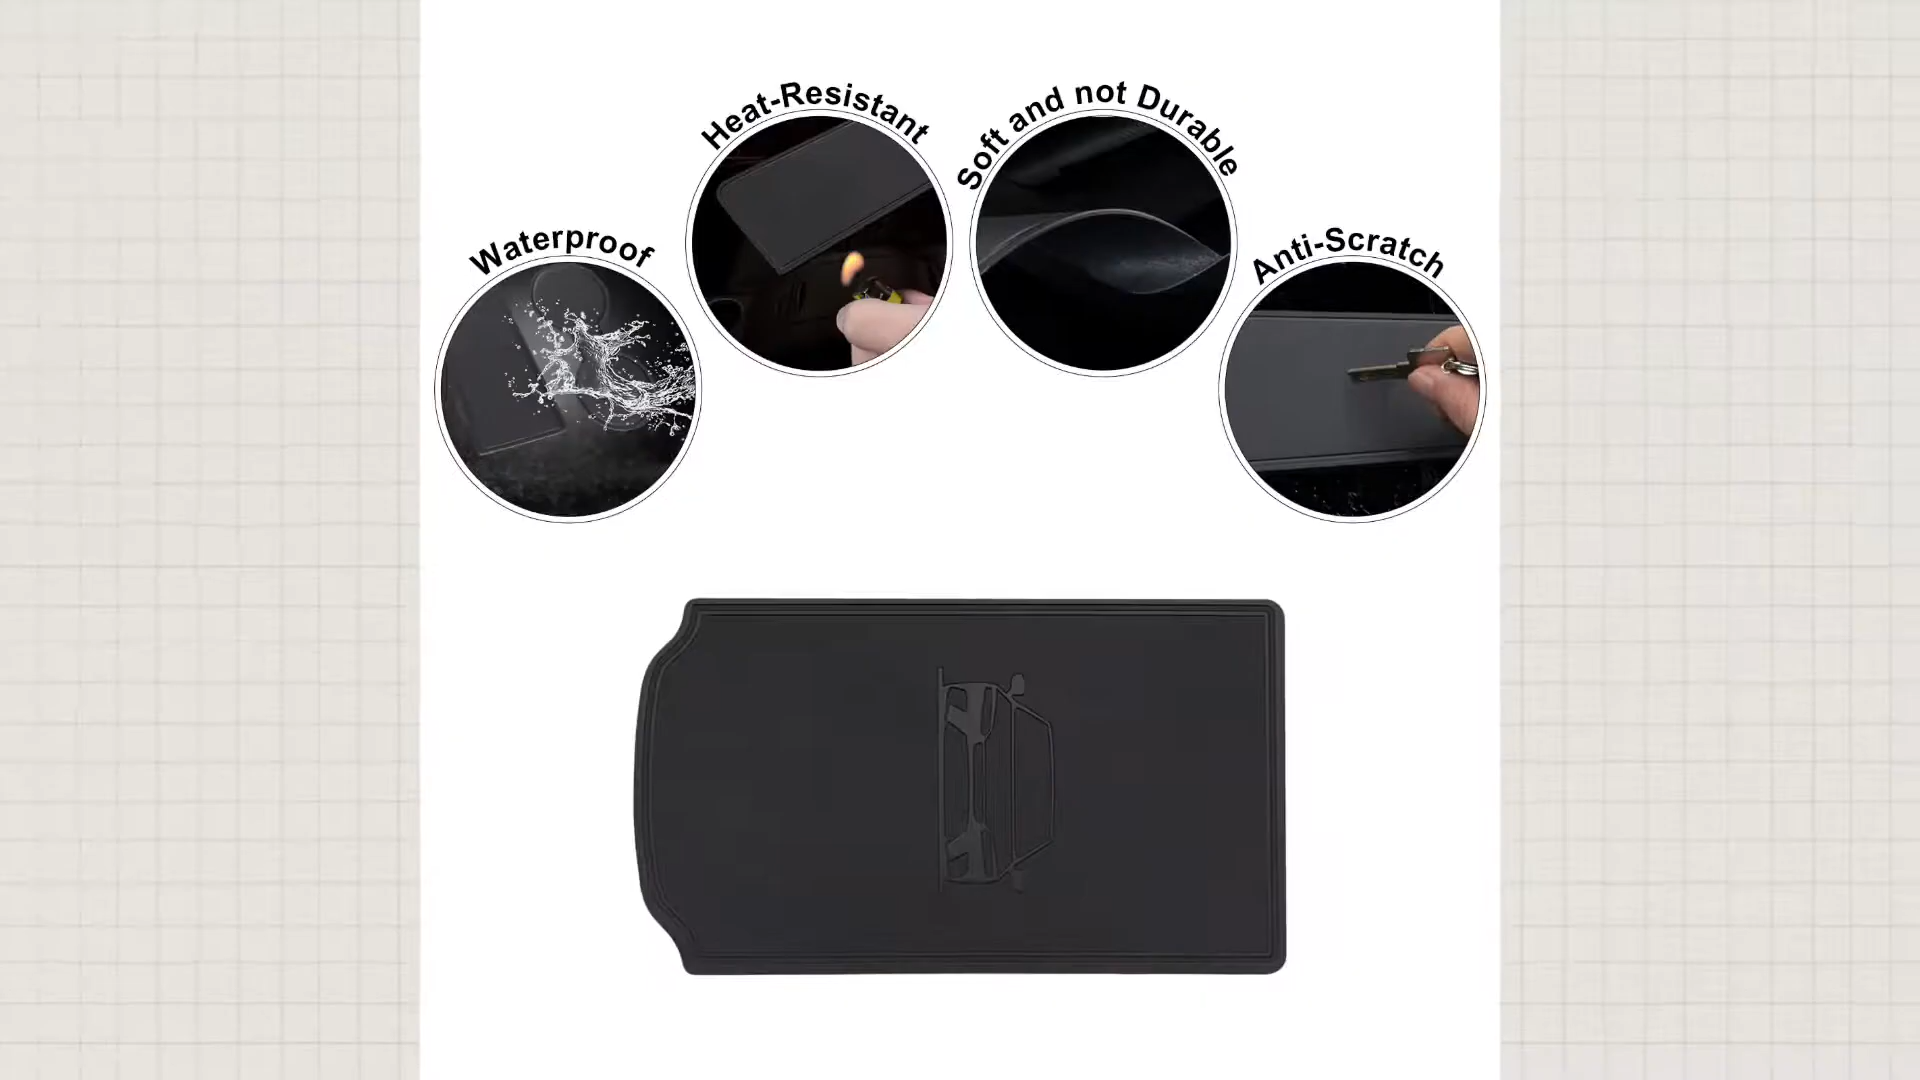 Waterproof
Heat-Resistant
Soft and not Durable
Anti-Scratch